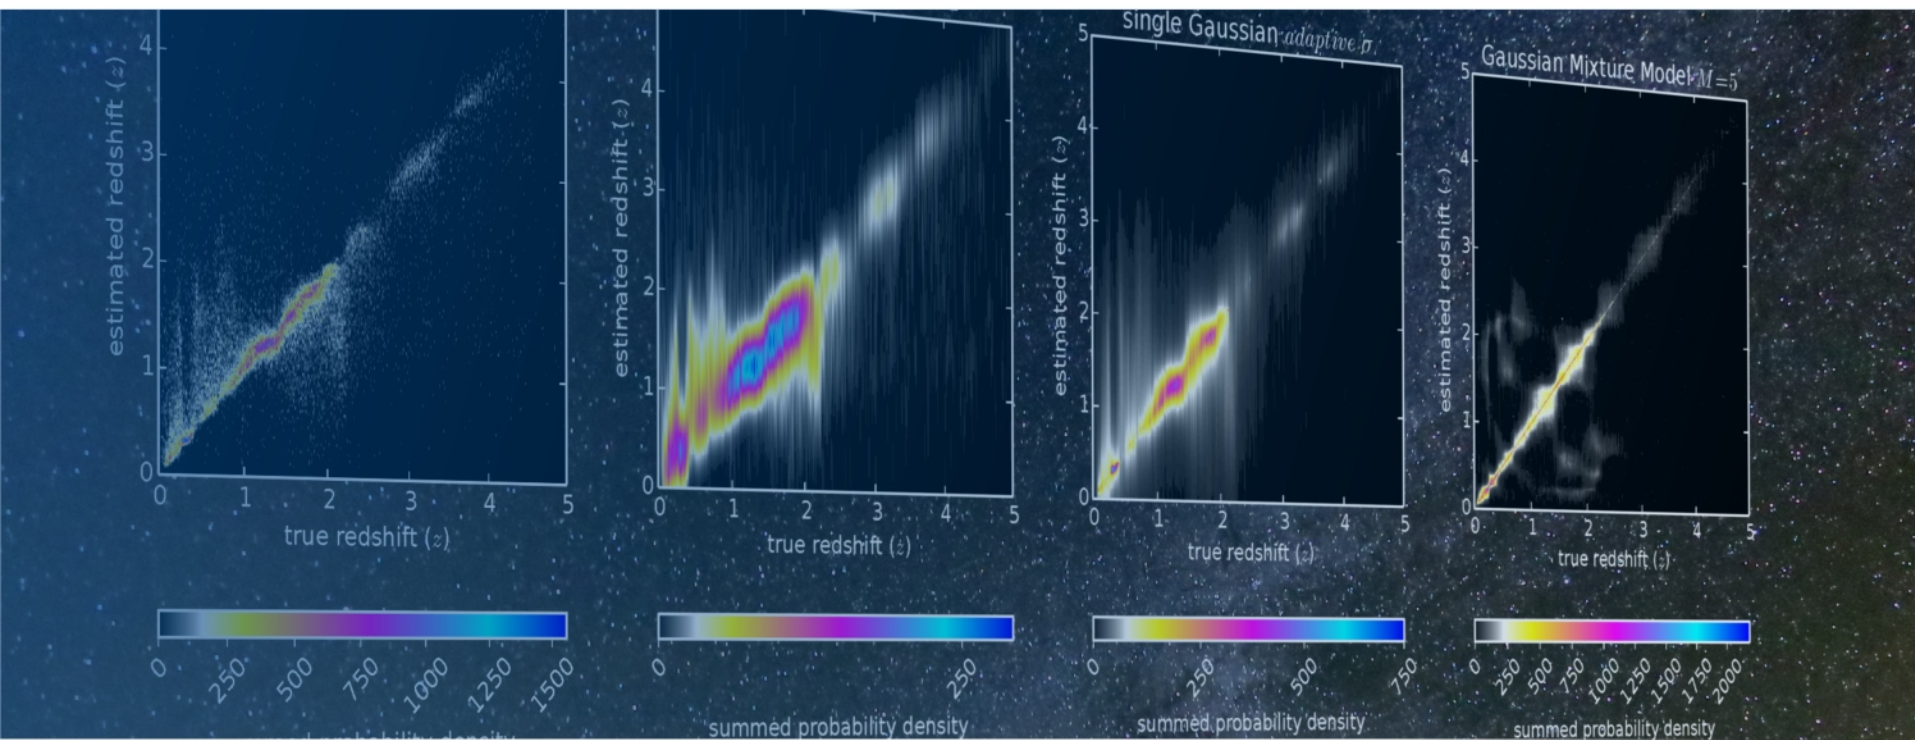 4
3
2
1
0
estimated redshift (z)
0 1 2 3 4 5
true redshift (z)
0 250 500 750 1000 1250 1500
probability density
4
3
2
1
0
estimated redshift (z)
0 1 2 3 4 5
true redshift (z)
0 250
summed probability density
single Gaussian adaptive σ
5
4
3
2
1
0
estimated redshift (z)
0 1 2 3 4 5
true redshift (z)
0 250 500 750
summed probability density
Gaussian Mixture Model M=5
5
4
3
2
1
0
estimated redshift (z)
0 1 2 3 4 5
true redshift (z)
0 250 500 750 1000 1250 1500 1750 2000
summed probability density